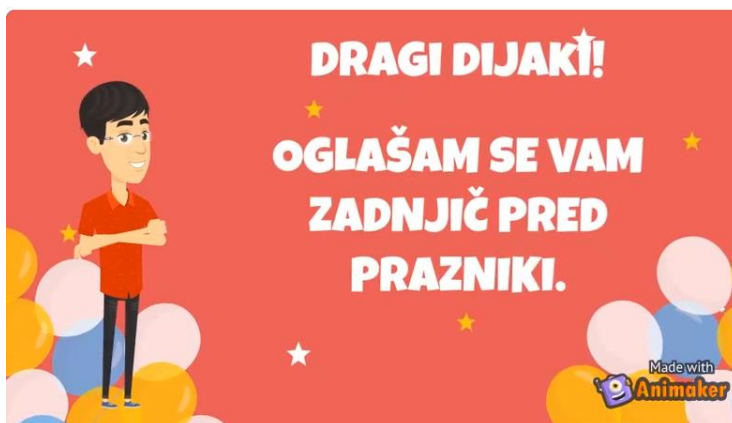 DRAGI DIJAKI!
OGLAŠAM SE VAM
ZADNJIČ PRED
PRAZNIKI.
Made with
Animaker